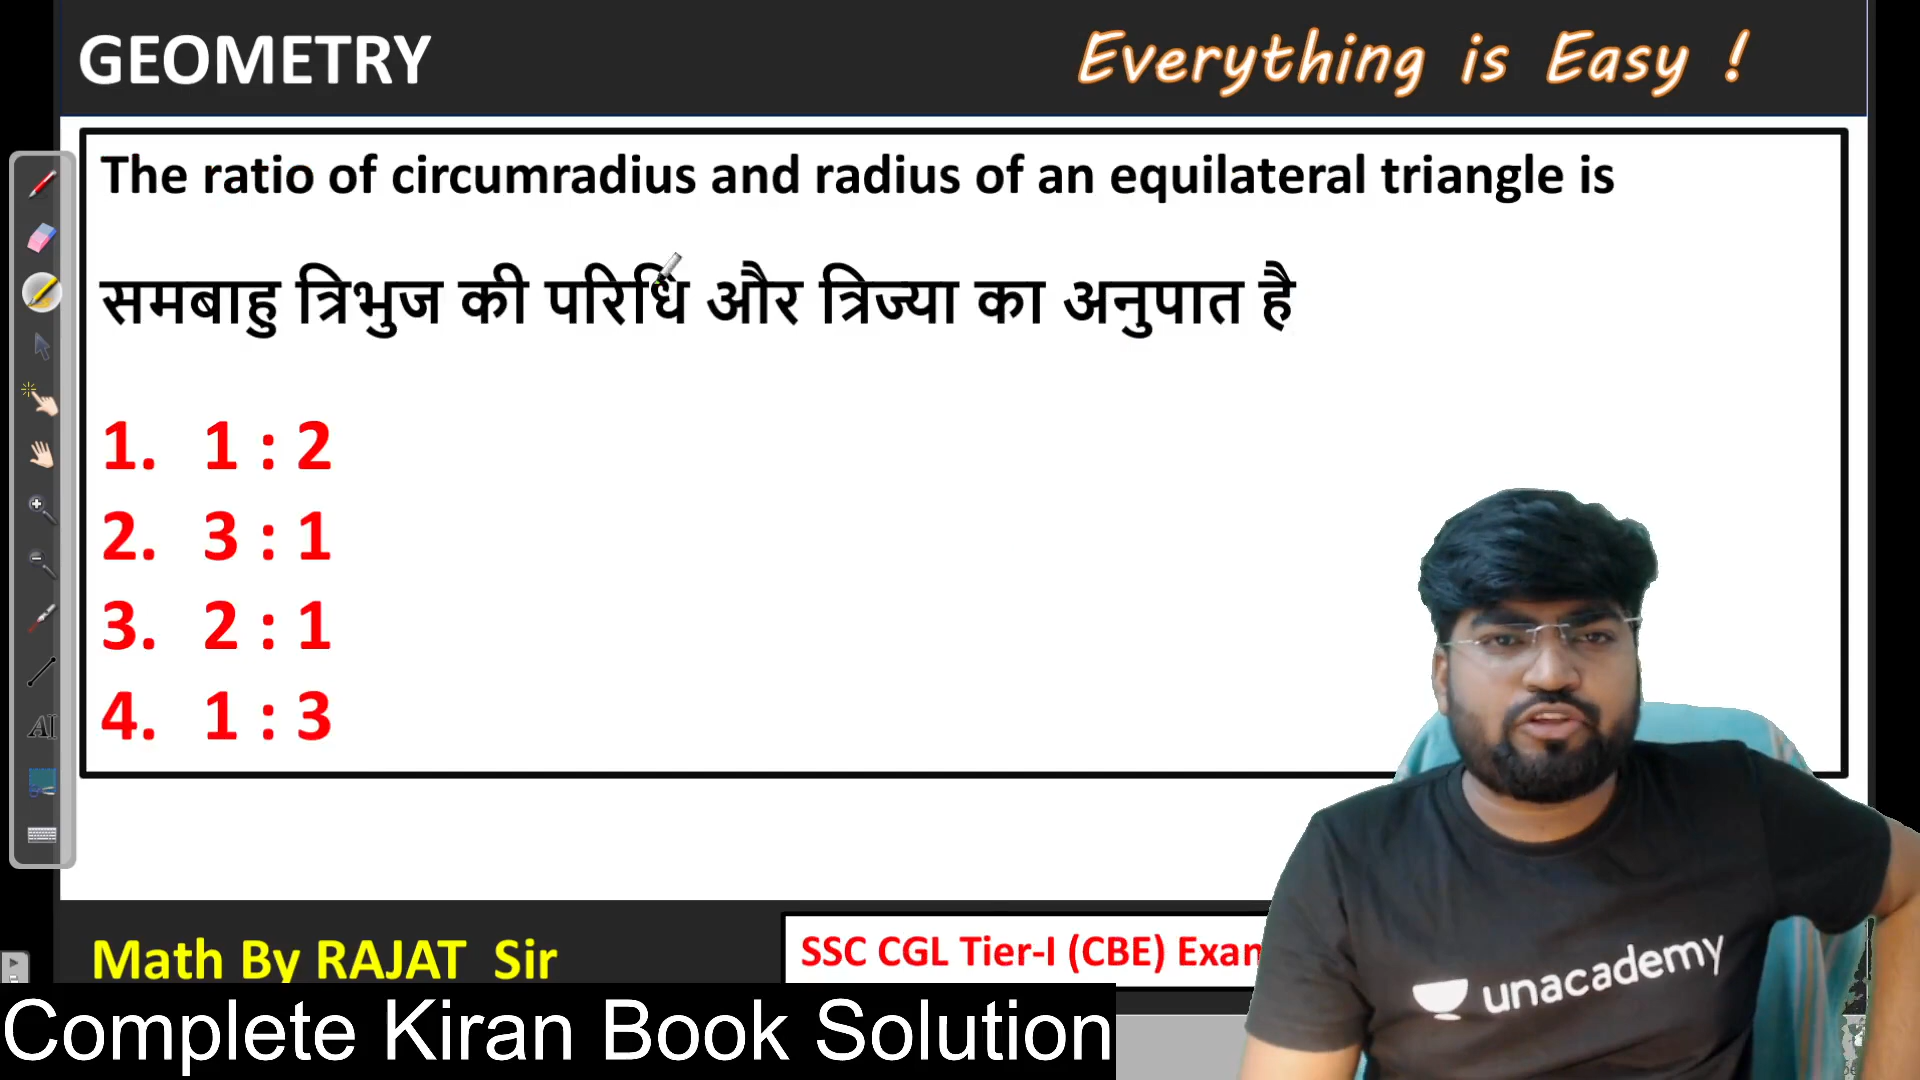 GEOMETRY
Everything is Easy !
The ratio of circumradius and radius of an equilateral triangle is
समबाहु त्रिभुज की परिधि और त्रिज्या का अनुपात है
1. 1 : 2
2. 3 : 1
3. 2 : 1
4. 1 : 3
Math By RAJAT Sir
SSC CGL Tier-I (CBE)
unacademy
Complete Kiran Book Solution